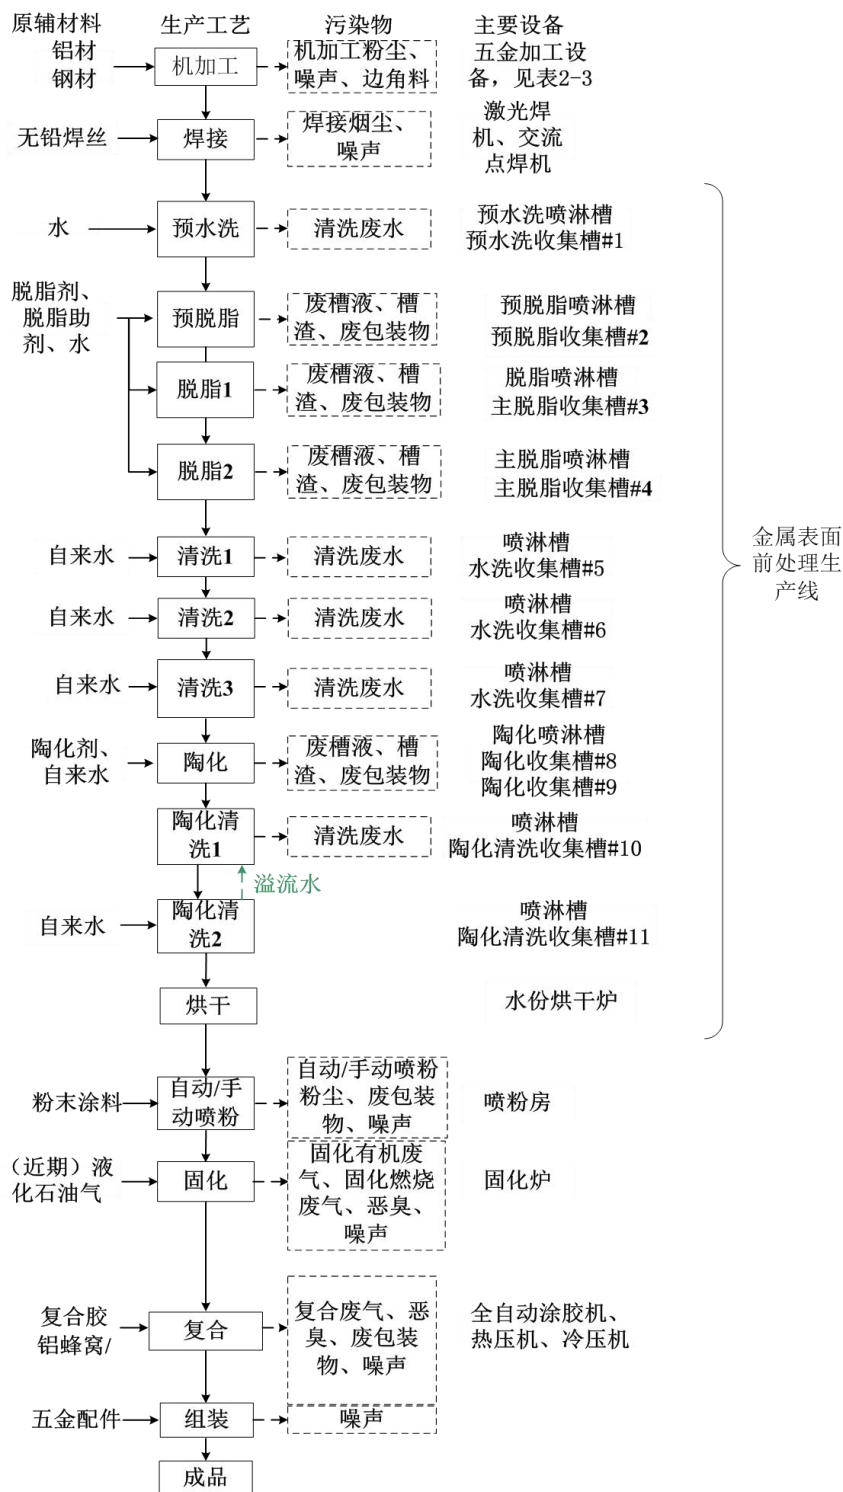 原辅材料 生产工艺 污染物 主要设备
铝材
钢材
机加工
机加工粉尘、
噪声、边角料
五金加工设
备，见表2-3
无铅焊丝
焊接
焊接烟尘、
噪声
激光焊
机、交流
点焊机
水
预水洗
清洗废水
预水洗喷淋槽
预水洗收集槽#1
脱脂剂、
脱脂助
剂、水
预脱脂
废槽液、槽
渣、废包装物
预脱脂喷淋槽
预脱脂收集槽#2
脱脂1
废槽液、槽
渣、废包装物
脱脂喷淋槽
主脱脂收集槽#3
脱脂2
废槽液、槽
渣、废包装物
主脱脂喷淋槽
主脱脂收集槽#4
自来水
清洗1
清洗废水
喷淋槽
水洗收集槽#5
自来水
清洗2
清洗废水
喷淋槽
水洗收集槽#6
自来水
清洗3
清洗废水
喷淋槽
水洗收集槽#7
陶化剂、
自来水
陶化
废槽液、槽
渣、废包装物
陶化喷淋槽
陶化收集槽#8
陶化收集槽#9
陶化清
洗1
清洗废水
喷淋槽
陶化清洗收集槽#10
溢流水
自来水
陶化清
洗2
喷淋槽
陶化清洗收集槽#11
烘干
水份烘干炉
金属表面
前处理生
产线
粉末涂料
自动/手
动喷粉
自动/手动喷粉
粉尘、废包装
物、噪声
喷粉房
（近期）液
化石油气
固化
固化有机废
气、固化燃烧
废气、恶臭、
噪声
固化炉
复合胶
铝蜂窝/
复合
复合废气、恶
臭、废包装
物、噪声
全自动涂胶机、
热压机、冷压机
五金配件
组装
噪声
成品